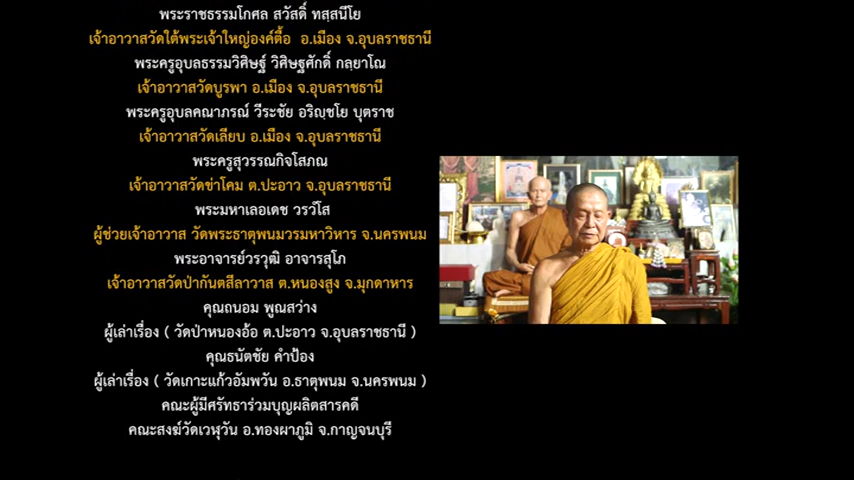 พระราชธรรมโกศล สวัสดิ์ ทสฺสนีโย
เจ้าอาวาสวัดใต้พระเจ้าใหญ่องค์ตื้อ อ.เมือง จ.อุบลราชธานี
พระครูอุบลธรรมวิศิษฐ์ วิศิษฐศักดิ์ กลฺยาโณ
เจ้าอาวาสวัดบูรพา อ.เมือง จ.อุบลราชธานี
พระครูอุบลคณาภรณ์ วีระชัย อริญฺชโย บุตราช
เจ้าอาวาสวัดเลียบ อ.เมือง จ.อุบลราชธานี
พระครูสุวรรณกิจโสภณ
เจ้าอาวาสวัดข่าโคม ต.ปะอาว จ.อุบลราชธานี
พระมหาเลอเดช วรวํโส
ผู้ช่วยเจ้าอาวาส วัดพระธาตุพนมวรมหาวิหาร จ.นครพนม
พระอาจารย์วรวุฒิ อาจารสุโภ
เจ้าอาวาสวัดป่ากันตสีลาวาส ต.หนองสูง จ.มุกดาหาร
คุณถนอม พูณสว่าง
ผู้เล่าเรื่อง ( วัดป่าหนองอ้อ ต.ปะอาว จ.อุบลราชธานี )
คุณธนัตชัย คำป้อง
ผู้เล่าเรื่อง ( วัดเกาะแก้วอัมพวัน อ.ธาตุพนม จ.นครพนม )
คณะผู้มีศรัทธาร่วมบุญผลิตสารคดี
คณะสงฆ์วัดเวฬุวัน อ.ทองผาภูมิ จ.กาญจนบุรี